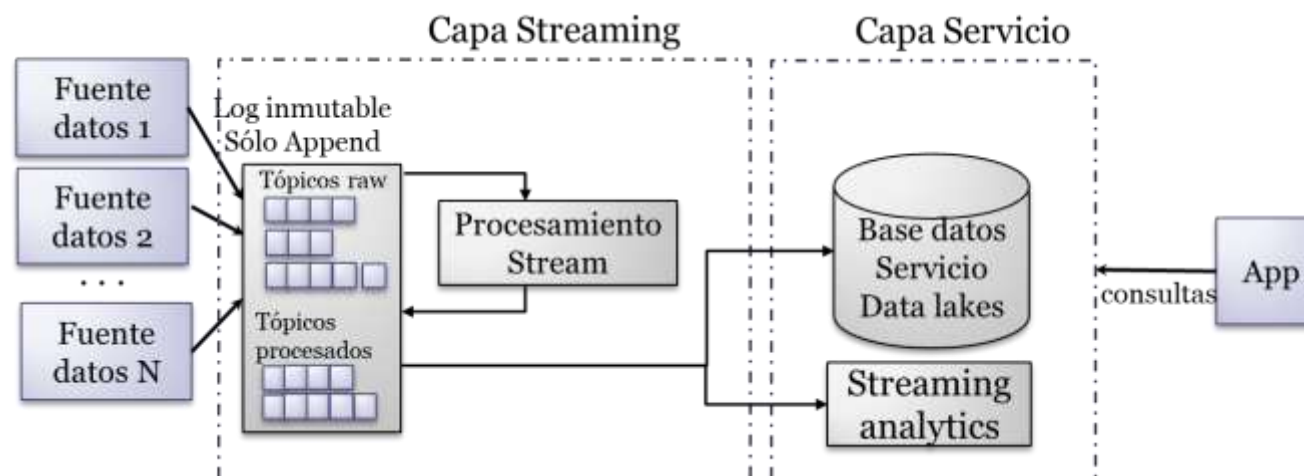 Capa Streaming
Capa Servicio
Fuente
datos 1
Fuente
datos 2
. . .
Fuente
datos N
Log inmutable
Sólo Append
Tópicos raw
Tópicos
procesados
Procesamiento
Stream
Base datos
Servicio
Data lakes
Streaming
analytics
consultas
App